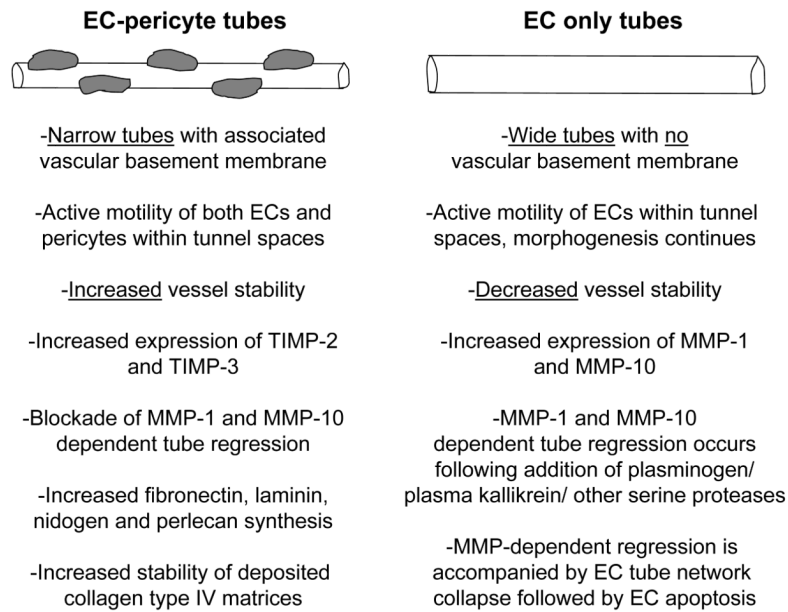 EC-pericyte tubes
-Narrow tubes with associated
vascular basement membrane
-Active motility of both ECs and
pericytes within tunnel spaces
-Increased vessel stability
-Increased expression of TIMP-2
and TIMP-3
-Blockade of MMP-1 and MMP-10
dependent tube regression
-Increased fibronectin, laminin,
nidogen and perlecan synthesis
-Increased stability of deposited
collagen type IV matrices
EC only tubes
-Wide tubes with no
vascular basement membrane
-Active motility of ECs within tunnel
spaces, morphogenesis continues
-Decreased vessel stability
-Increased expression of MMP-1
and MMP-10
-MMP-1 and MMP-10
dependent tube regression occurs
following addition of plasminogen/
plasma kallikrein/ other serine proteases
-MMP-dependent regression is
accompanied by EC tube network
collapse followed by EC apoptosis